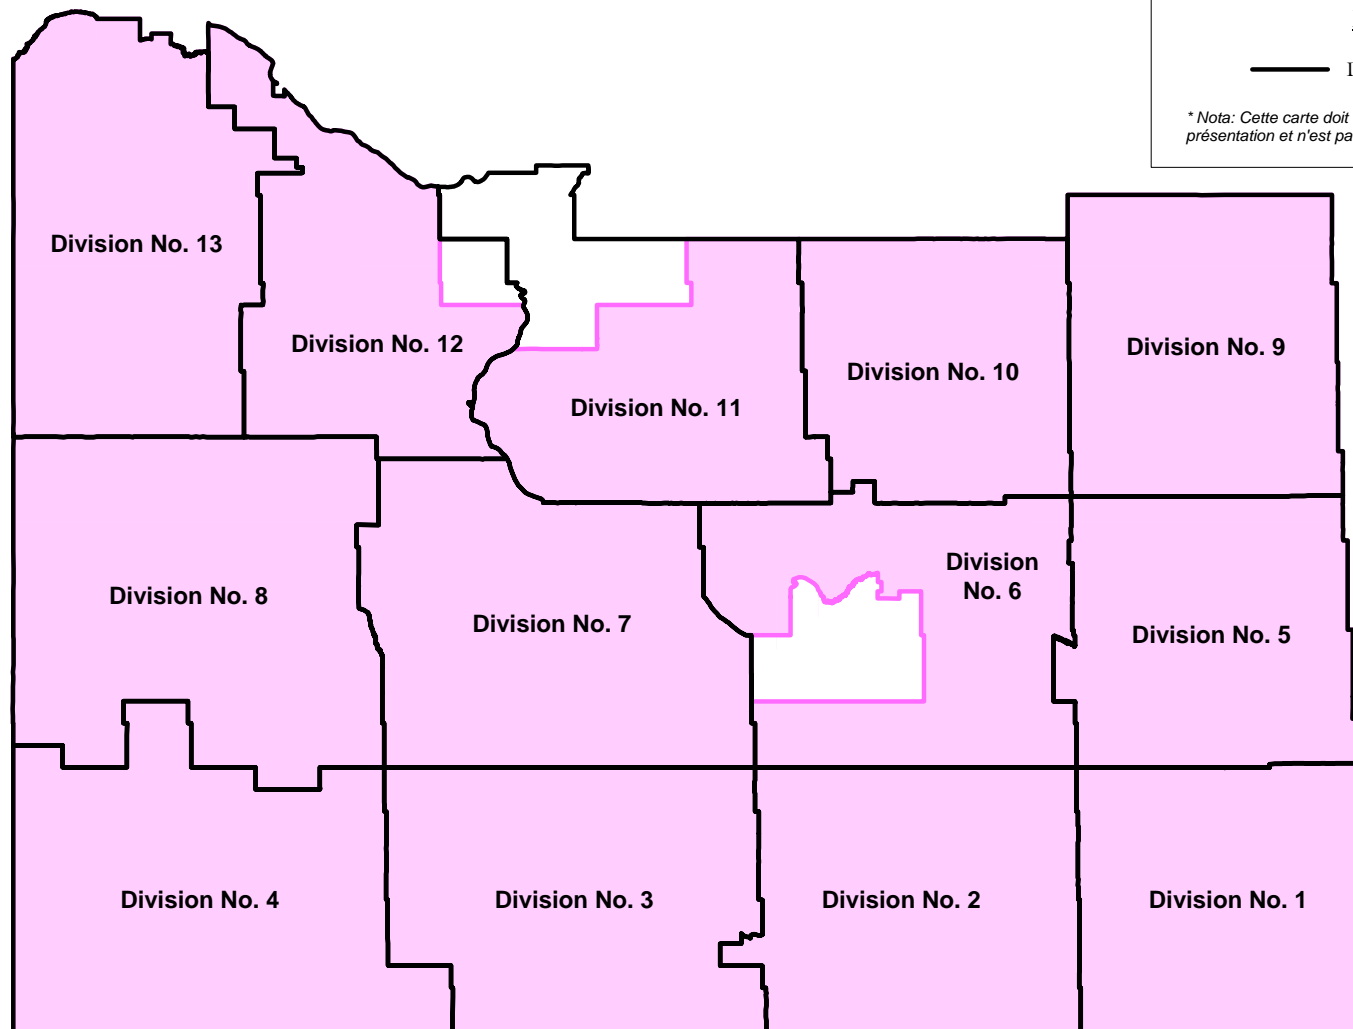 * Nota: Cette carte doit
présentation et n'est pa
Division No. 13
Division No. 12
Division No. 11
Division No. 10
Division No. 9
Division No. 8
Division No. 7
Division
No. 6
Division No. 5
Division No. 4
Division No. 3
Division No. 2
Division No. 1